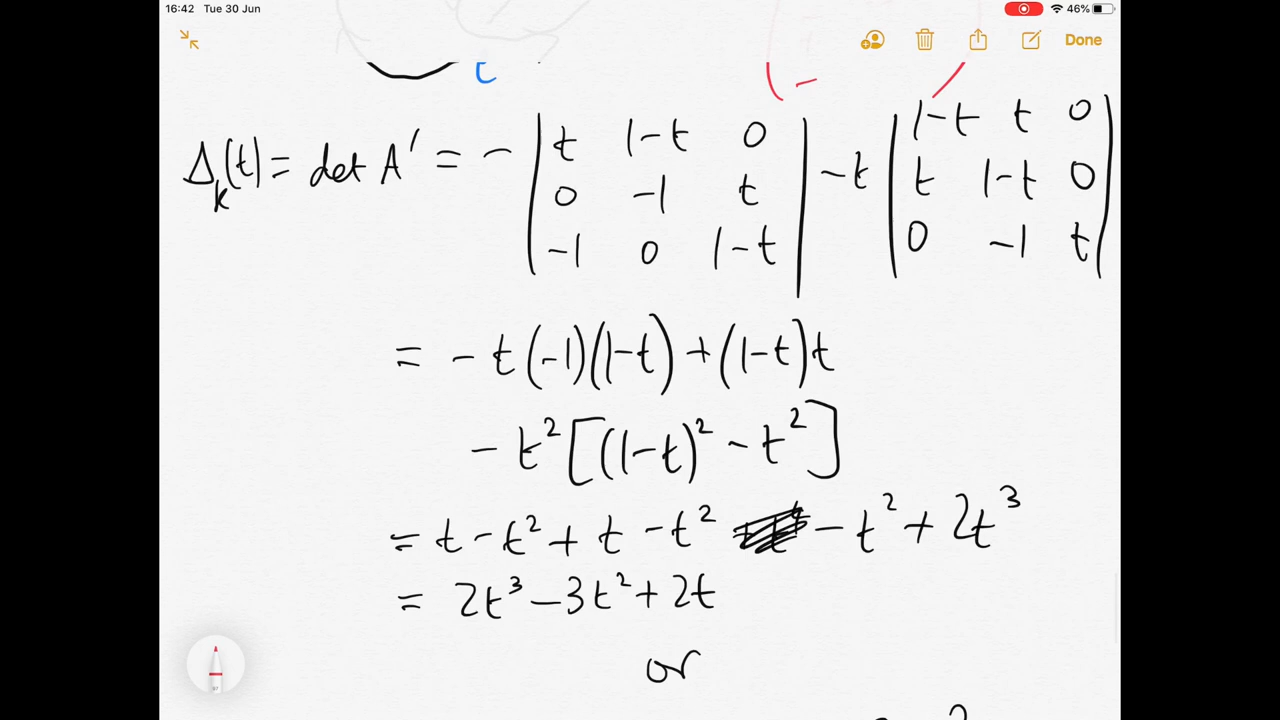 16:42 Tue 30 Jun 46%
Done
Δₖ(t) = det A' = - | t 1-t 0 | - t | 1-t t 0 |
| 0 -1 t | | t 1-t 0 |
| -1 0 1-t | | 0 -1 t |
= - t(-1)(1-t) + (1-t)t
- t²[(1-t)² - t²]
= t - t² + t - t² - t² + 2t³
= 2t³ - 3t² + 2t
or